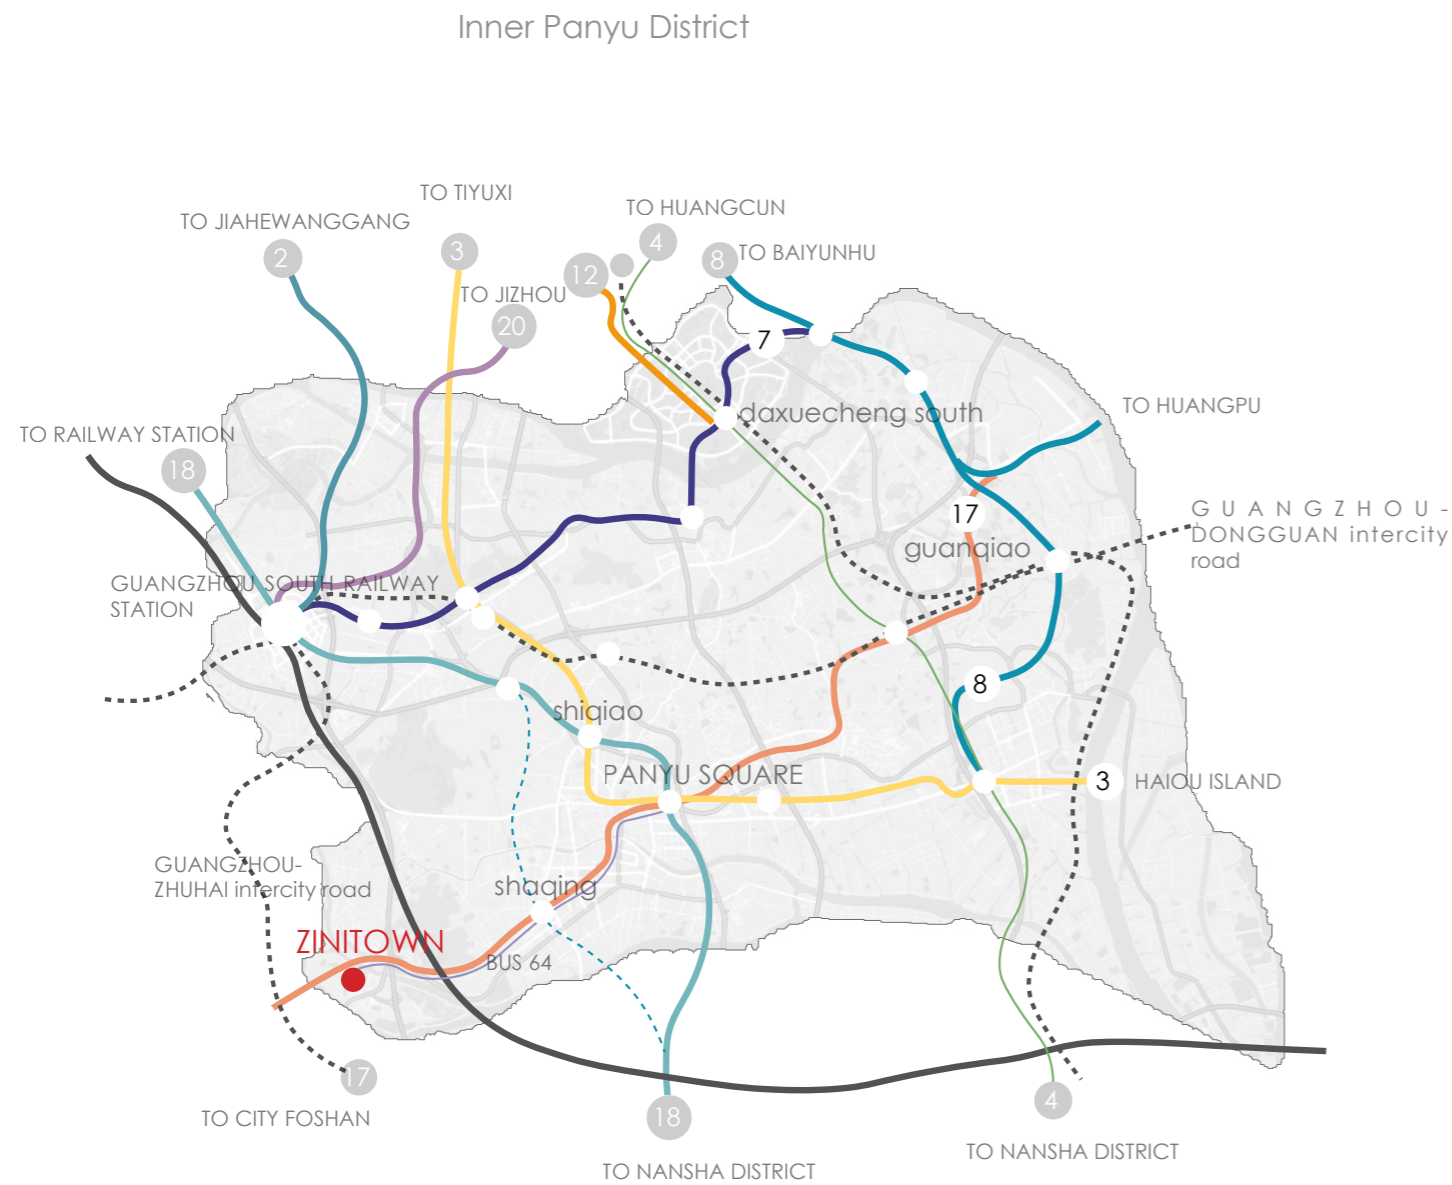 Inner Panyu District
TO TIYUXI
TO JIAHEWANGGANG
TO HUANGCUN
2
3
4
8
TO BAIYUNHU
12
TO JIZHOU
20
7
TO HUANGPU
daxuecheng south
TO RAILWAY STATION
18
17
GUANGZHOU-
DONGGUAN intercity
road
guanqiao
GUANGZHOU SOUTH RAILWAY
STATION
8
shiqiao
PANYU SQUARE
3
HAIOU ISLAND
GUANGZHOU-
ZHUHAI intercity road
shaqing
ZINITOWN
BUS 64
17
4
18
TO CITY FOSHAN
TO NANSHA DISTRICT
TO NANSHA DISTRICT